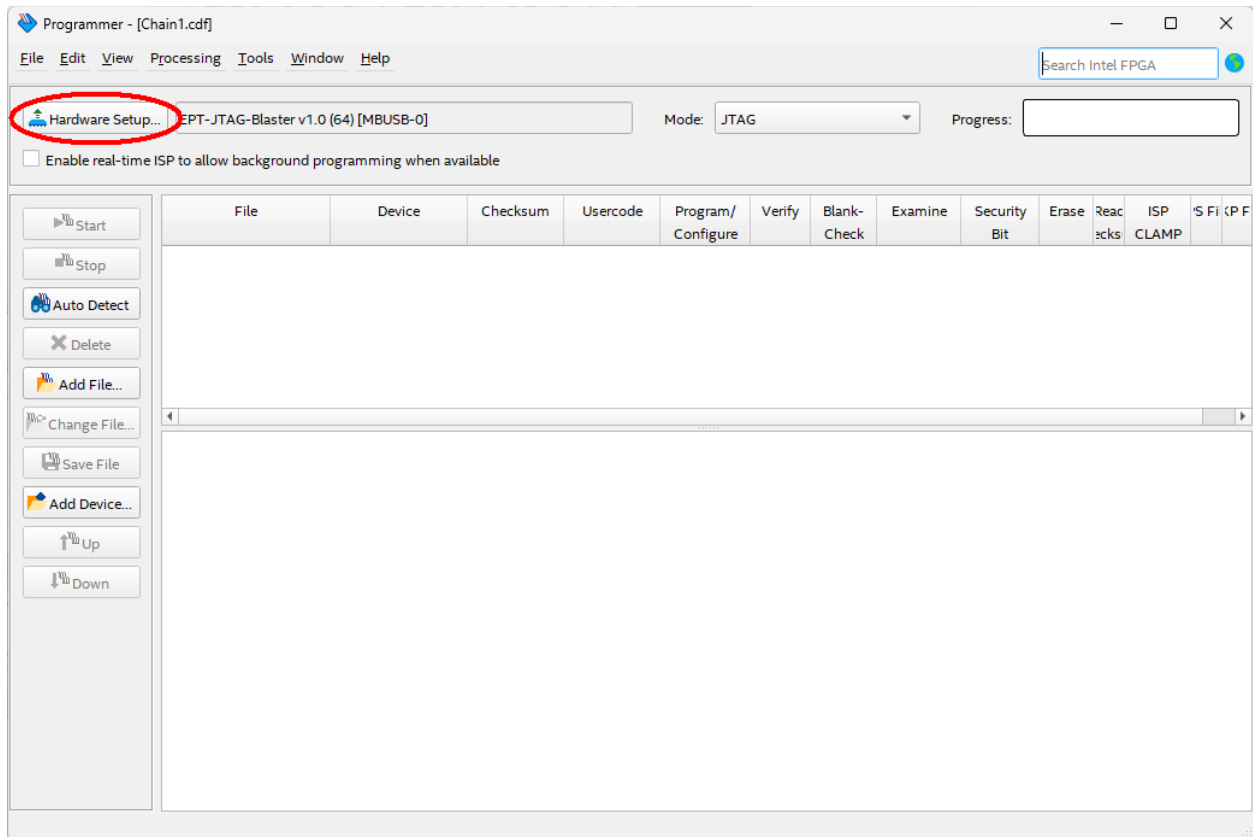 Programmer - [Chain1.cdf]
File Edit View Processing Tools Window Help
Search Intel FPGA
Hardware Setup... EPT-JTAG-Blaster v1.0 (64) [MBUSB-0] Mode: JTAG Progress:
Enable real-time ISP to allow background programming when available
File Device Checksum Usercode Program/ Verify Blank- Examine Security Erase ISP
Configure Check Bit CLAMP
Start
Stop
Auto Detect
Delete
Add File...
Change File...
Save File
Add Device...
Up
Down